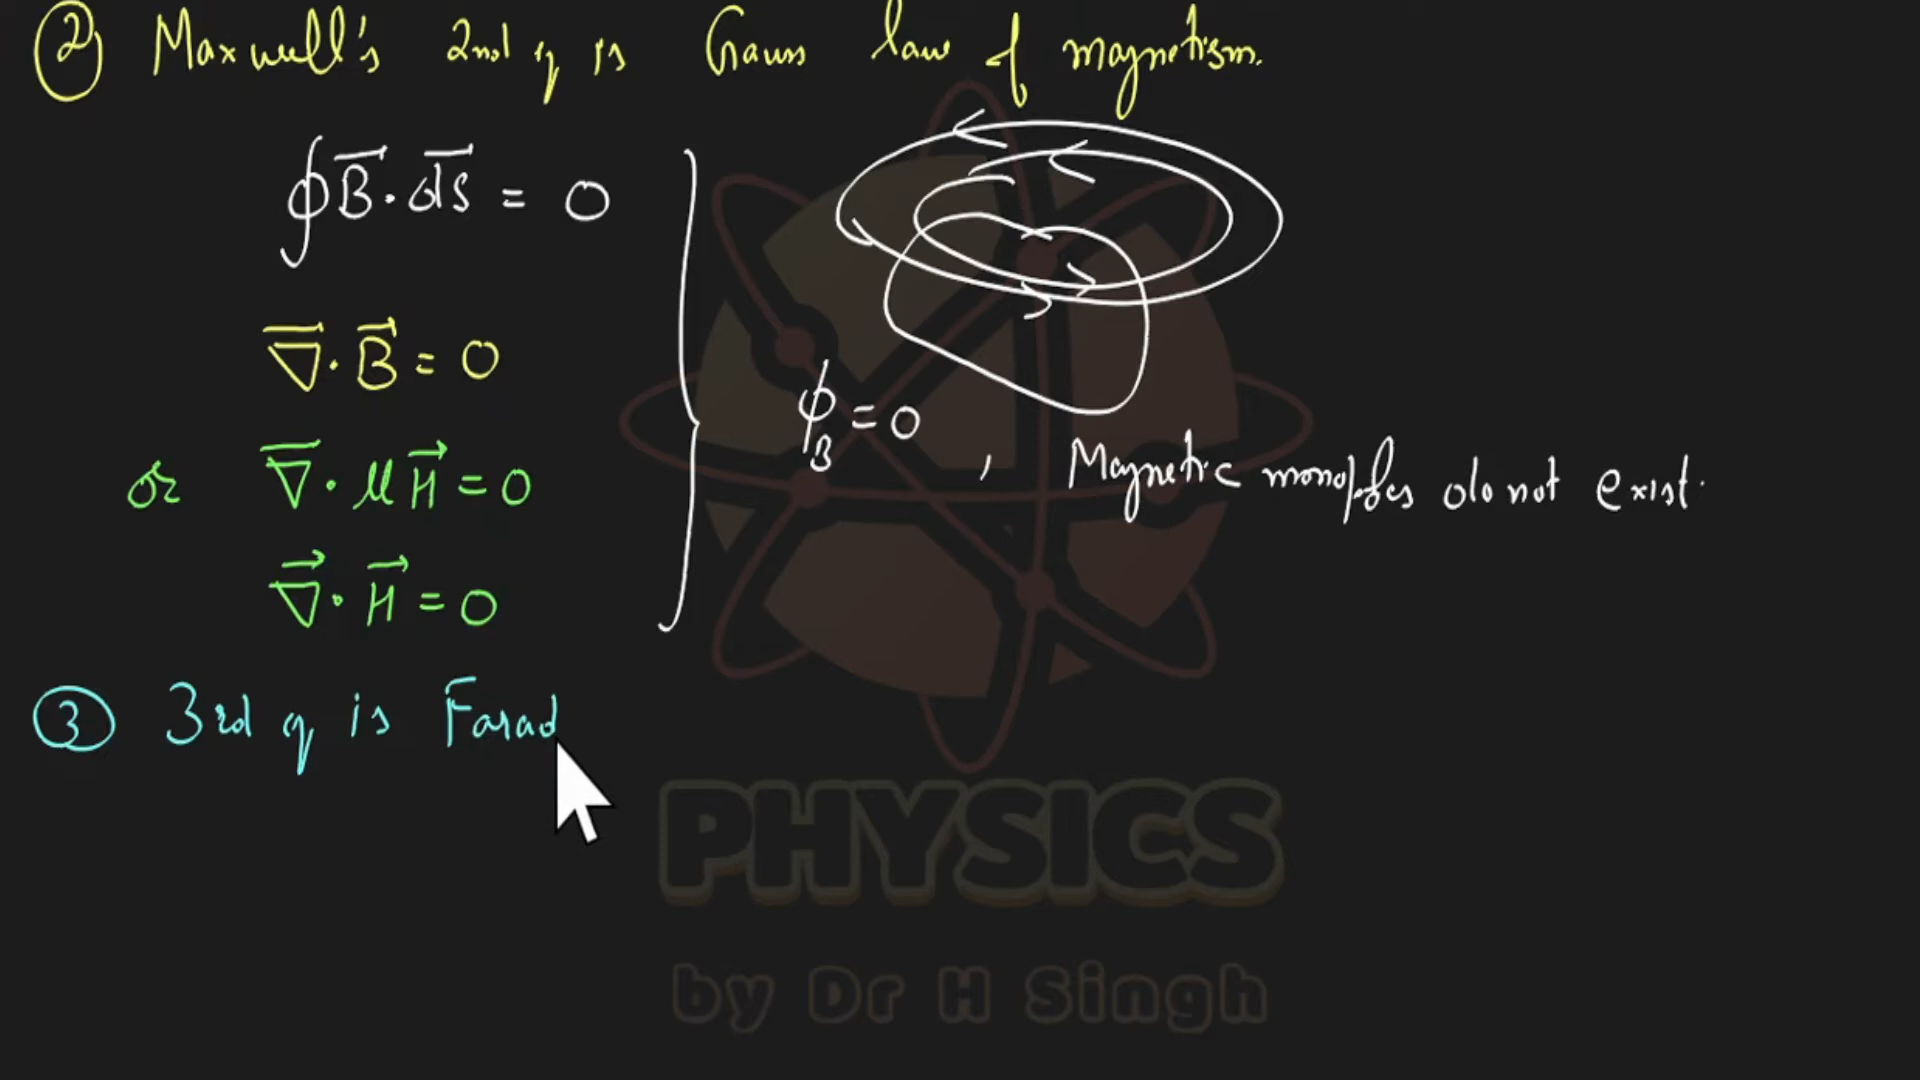 ② Maxwell's 2nd eq is Gauss law of magnetism.
∮B⃗·ds⃗ = 0
∇⃗·B⃗ = 0
or ∇⃗·μH⃗ = 0
∇⃗·H⃗ = 0
ϕ_B = 0 , Magnetic monopoles do not exist.
③ 3rd eq is Farad
PHYSICS
by Dr H Singh